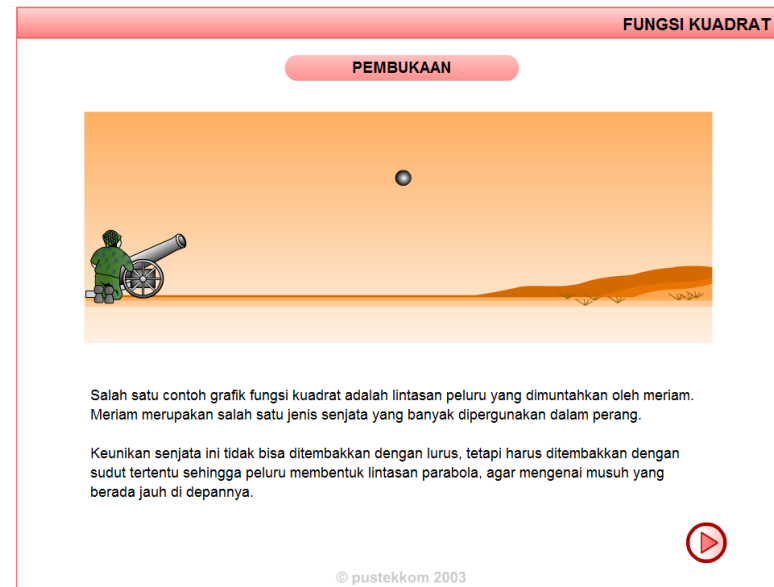 FUNGSI KUADRAT
PEMBUKAAN
Salah satu contoh grafik fungsi kuadrat adalah lintasan peluru yang dimuntahkan oleh meriam.
Meriam merupakan salah satu jenis senjata yang banyak dipergunakan dalam perang.
Keunikan senjata ini tidak bisa ditembakkan dengan lurus, tetapi harus ditembakkan dengan
sudut tertentu sehingga peluru membentuk lintasan parabola, agar mengenai musuh yang
berada jauh di depannya.
© pustekkom 2003